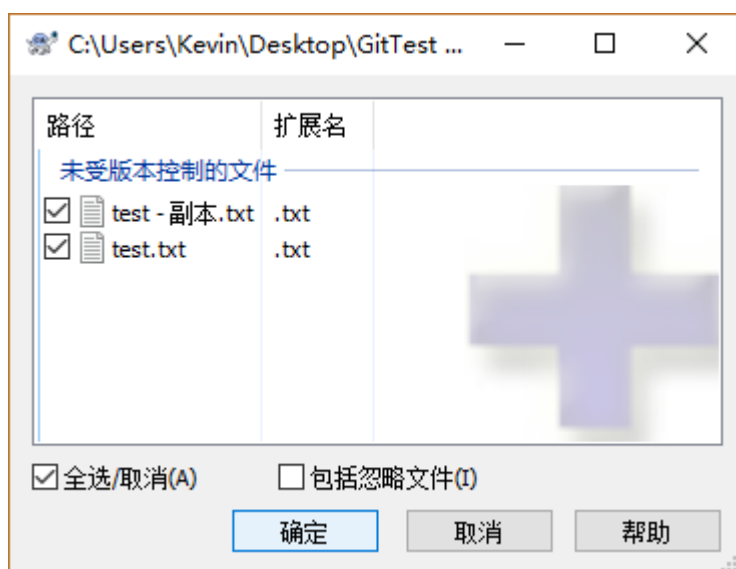 C:\Users\Kevin\Desktop\GitTest ...
路径 扩展名
未受版本控制的文件
test - 副本.txt .txt
test.txt .txt
全选/取消(A) 包括忽略文件(I)
确定 取消 帮助